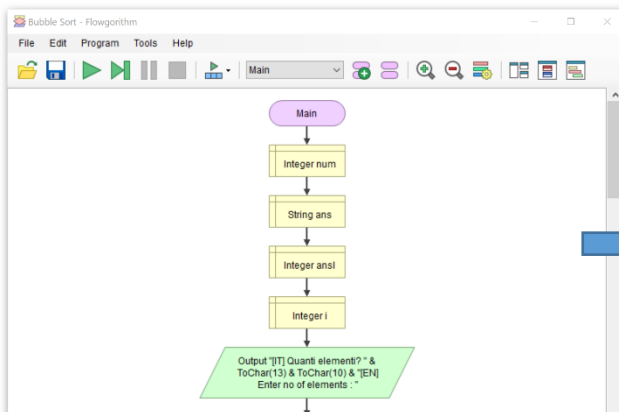 Bubble Sort - Flowgorithm
File Edit Program Tools Help
Main
Main
Integer num
String ans
Integer ansI
Integer i
Output "[IT] Quanti elementi? " &
ToChar(13) & ToChar(10) & "[EN]
Enter no of elements : "